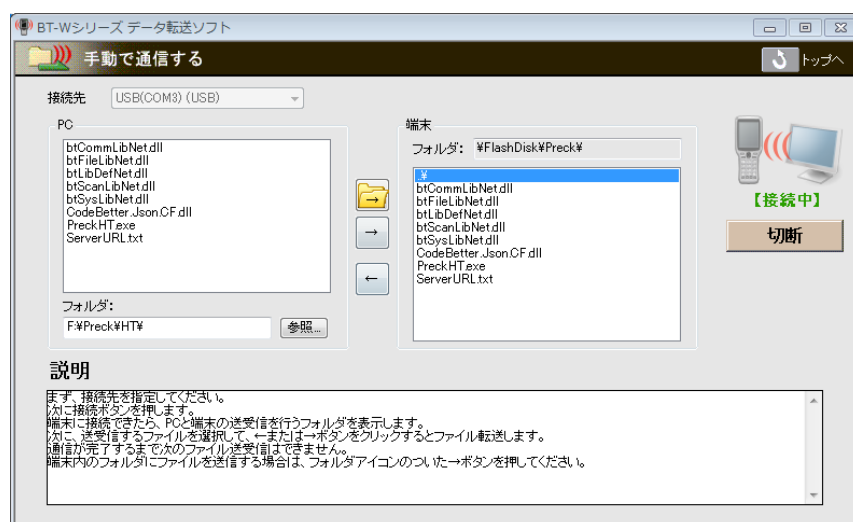 BT-Wシリーズ データ転送ソフト
手動で通信する
トップへ
接続先
USB(COM3) (USB)
PC
btCommLibNet.dll
btFileLibNet.dll
btLibDefNet.dll
btScanLibNet.dll
btSysLibNet.dll
CodeBetter.Json.CF.dll
PreckHT.exe
ServerURL.txt
フォルダ:
F:¥Preck¥HT¥
参照...
→
→
←
端末
フォルダ:
¥FlashDisk¥Preck¥
.¥
btCommLibNet.dll
btFileLibNet.dll
btLibDefNet.dll
btScanLibNet.dll
btSysLibNet.dll
CodeBetter.Json.CF.dll
PreckHT.exe
ServerURL.txt
【接続中】
切断
説明
まず、接続先を指定してください。
次に接続ボタンを押します。
端末に接続できたら、PCと端末の送受信を行うフォルダを表示します。
次に、送受信するファイルを選択して、←または→ボタンをクリックするとファイル転送します。
通信が完了するまで次のファイル送受信はできません。
端末内のフォルダにファイルを送信する場合は、フォルダアイコンのついた→ボタンを押してください。